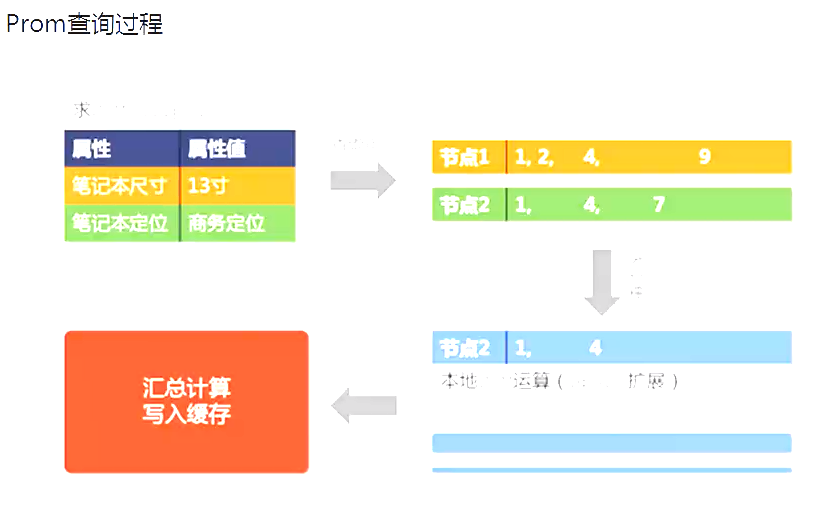 Prom查询过程
求
属性 属性值
笔记本尺寸 13寸
笔记本定位 商务定位
节点1 1, 2, 4, 9
节点2 1, 4, 7
节点2 1, 4
本地 运算( 扩展)
汇总计算
写入缓存